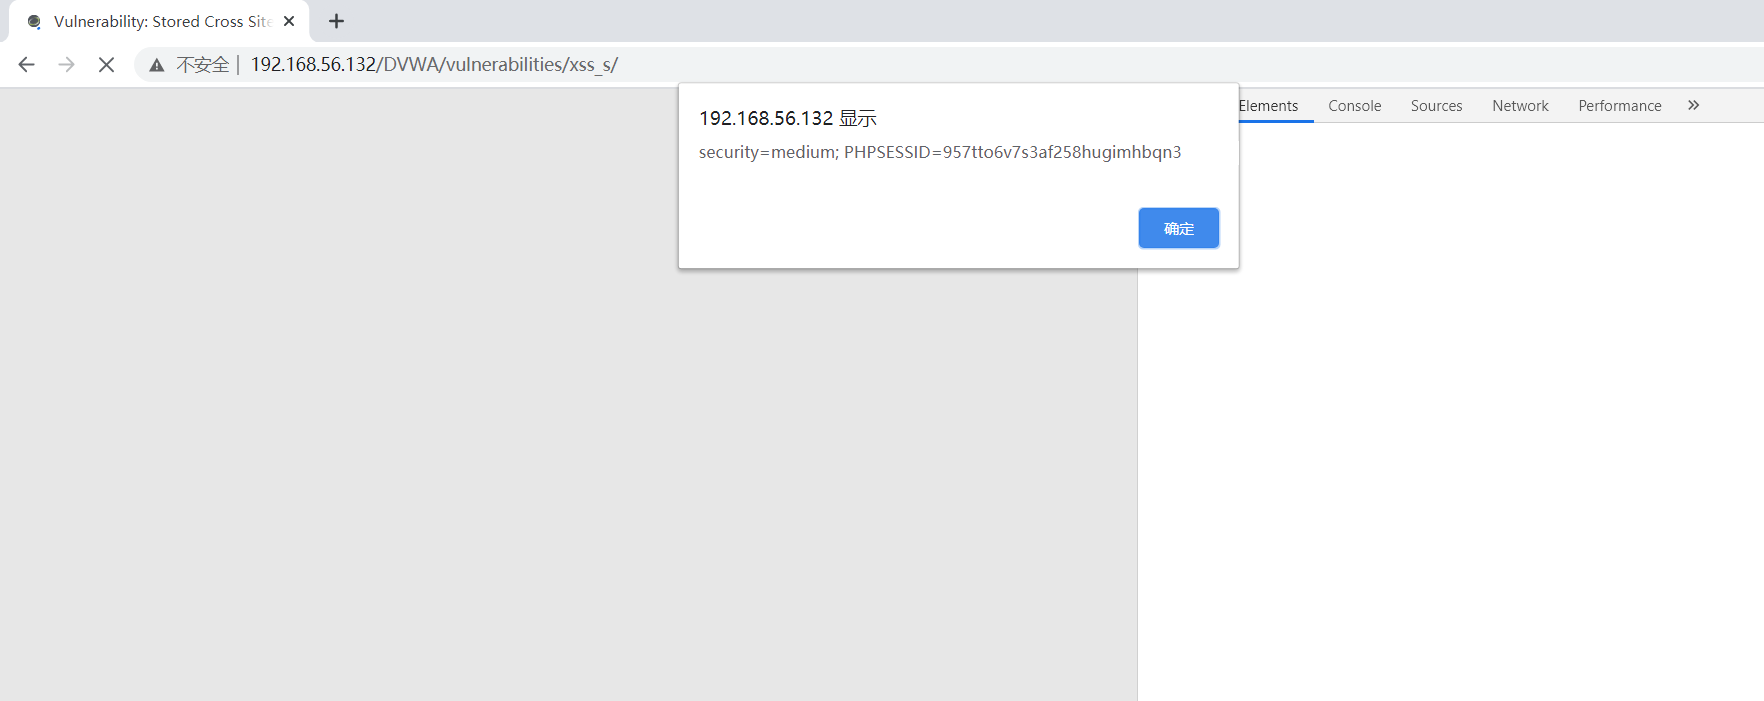 Vulnerability: Stored Cross Site
不安全 | 192.168.56.132/DVWA/vulnerabilities/xss_s/
192.168.56.132 显示
security=medium; PHPSESSID=957tto6v7s3af258hugimhbqn3
确定
Elements Console Sources Network Performance